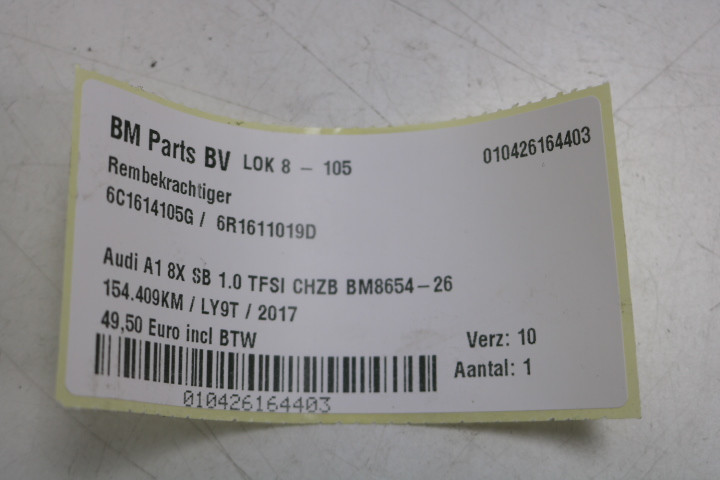 BM Parts BV LOK 8 - 105 010426164403
Rembekrachtiger
6C1614105G / 6R1611019D
Audi A1 8X SB 1.0 TFSI CHZB BM8654-26
154.409KM / LY9T / 2017
49,50 Euro incl BTW
Verz: 10
Aantal: 1
010426164403